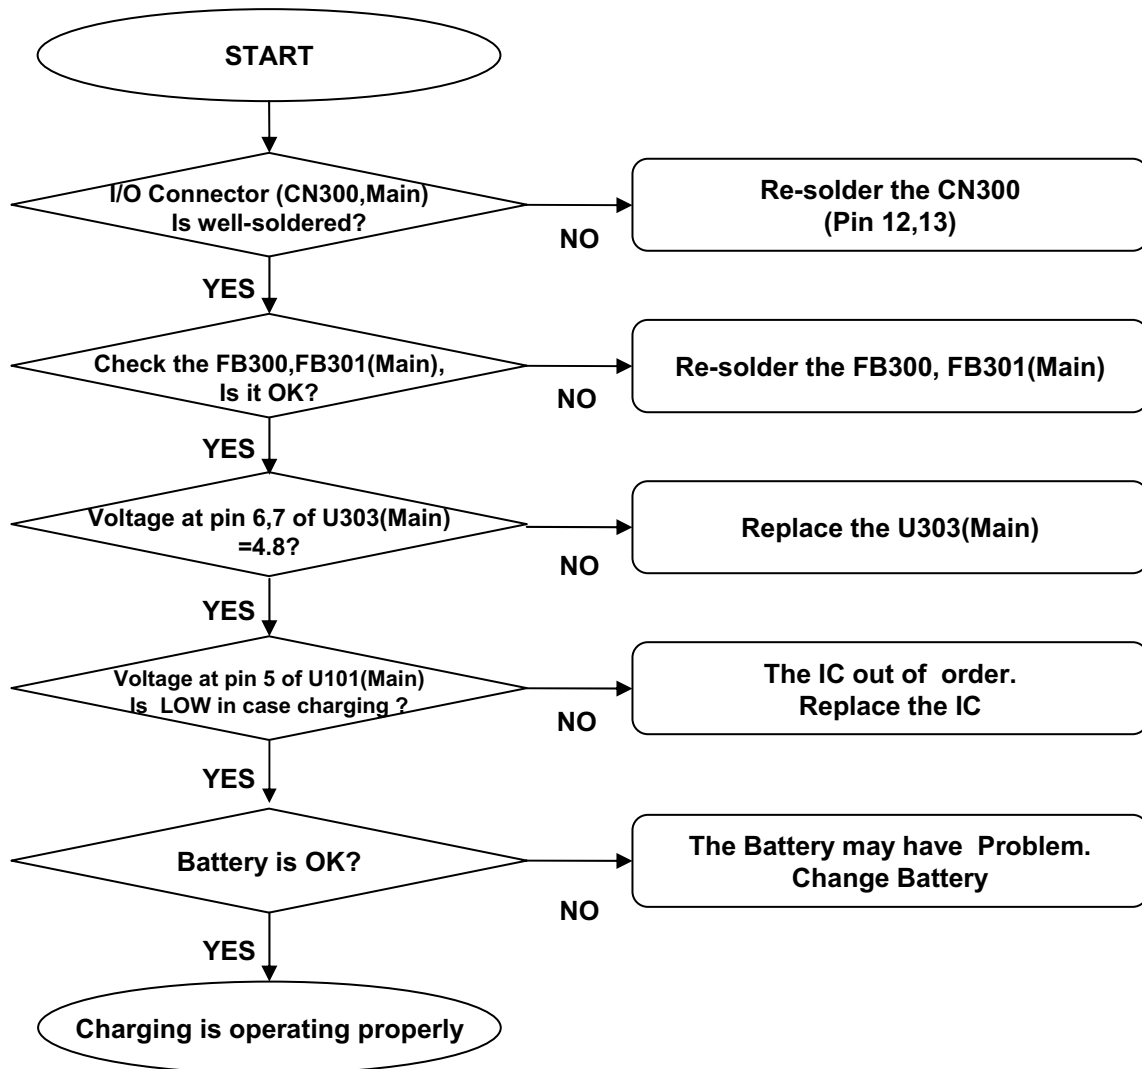 START
I/O Connector (CN300,Main)
Is well-soldered?
NO
Re-solder the CN300
(Pin 12,13)
YES
Check the FB300,FB301(Main),
Is it OK?
NO
Re-solder the FB300, FB301(Main)
YES
Voltage at pin 6,7 of U303(Main)
=4.8?
NO
Replace the U303(Main)
YES
Voltage at pin 5 of U101(Main)
Is LOW in case charging ?
NO
The IC out of order.
Replace the IC
YES
Battery is OK?
NO
The Battery may have Problem.
Change Battery
YES
Charging is operating properly